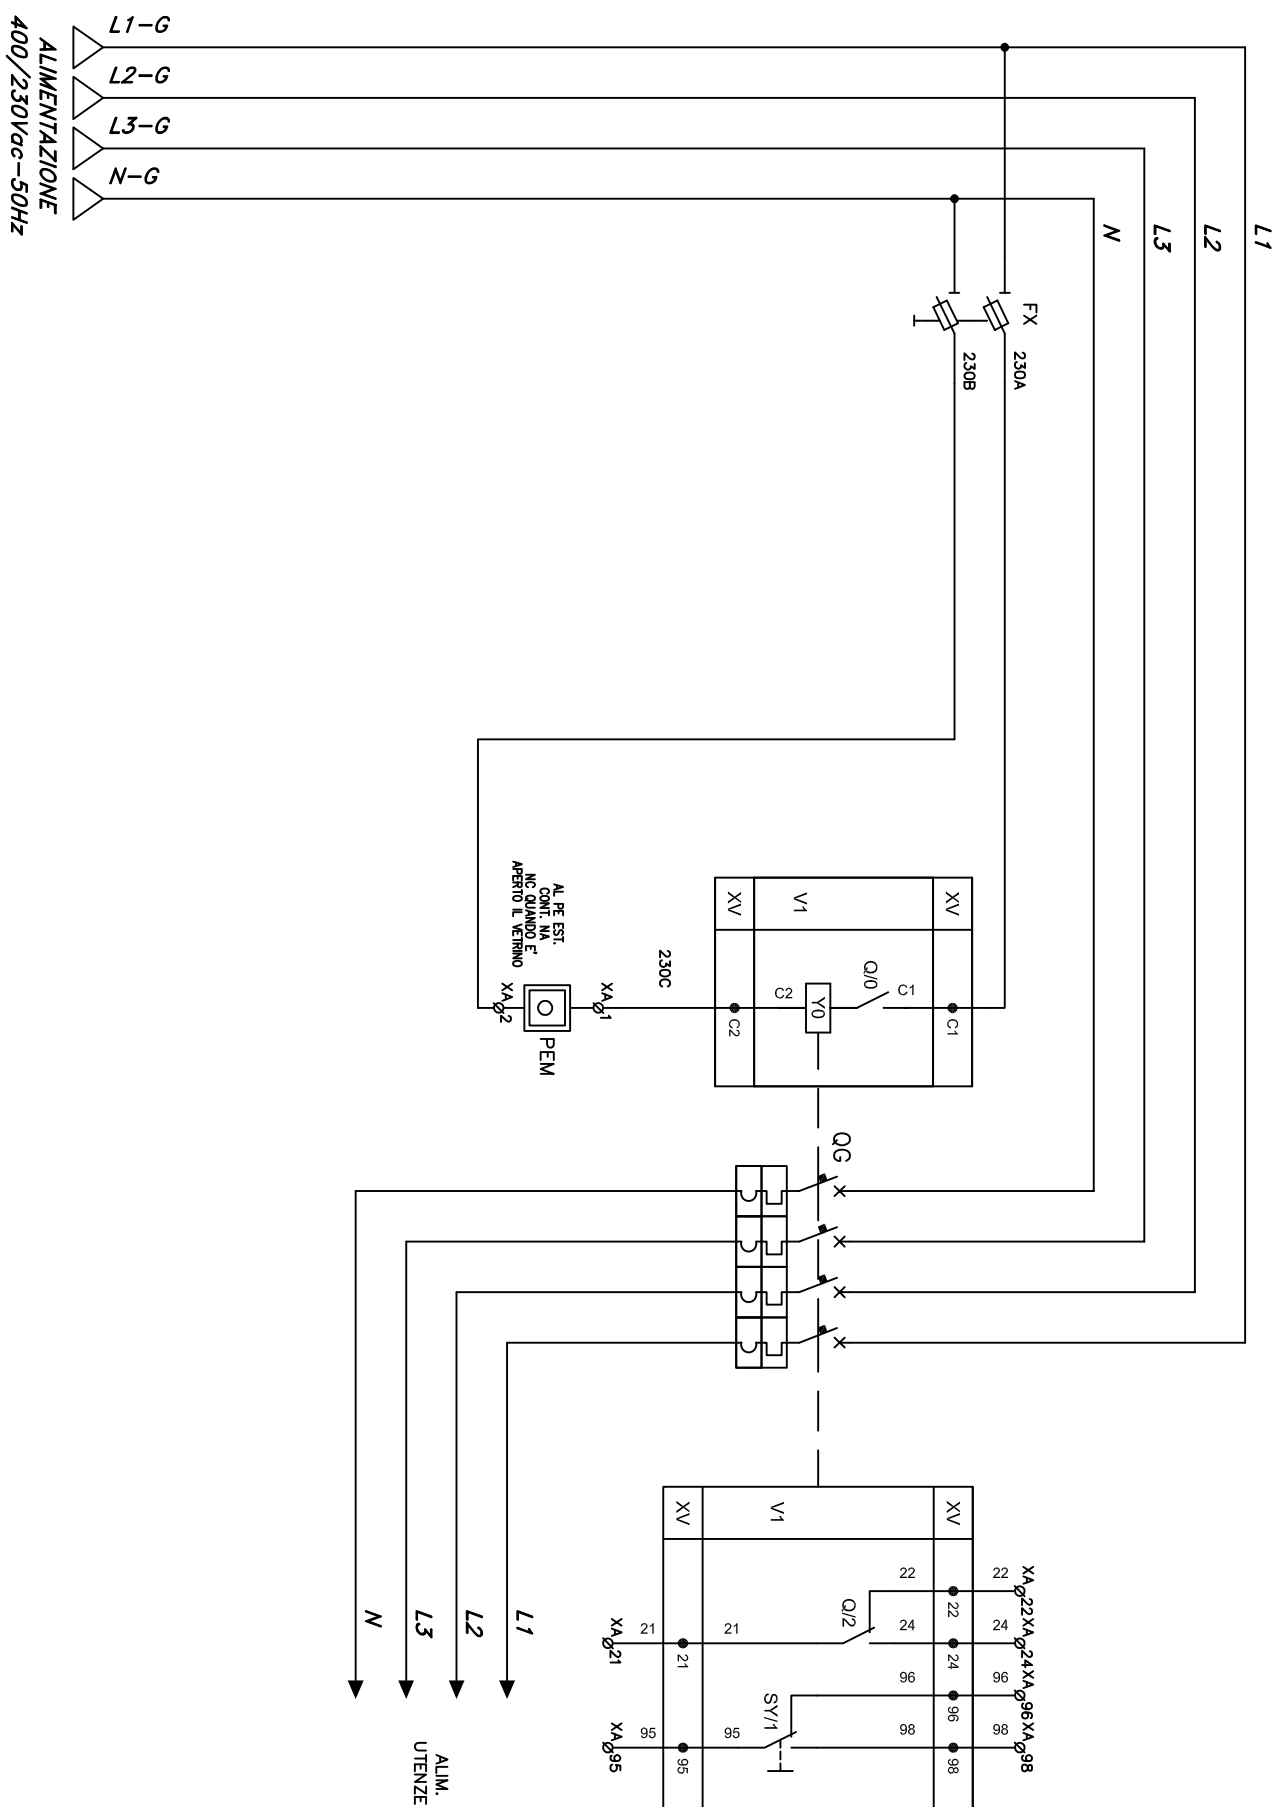 L1-G
L2-G
L3-G
N-G
ALIMENTAZIONE
400/230Vac-50Hz
L1
L2
L3
N
FX
230A
230B
XV
V1
XV
Q/0
C1
C1
Y0
C2
C2
230C
XA
1
PEM
XA
2
AL PE EST.
CONT. NA
NC QUANDO E'
APERTO IL VETRINO
QG
XV
V1
XV
XA
22
22
22
22
XA
24
24
24
24
XA
96
96
96
96
XA
98
98
98
98
Q/2
21
21
21
XA
21
SY/1
95
95
95
XA
95
L1
L2
L3
N
ALIM.
UTENZE